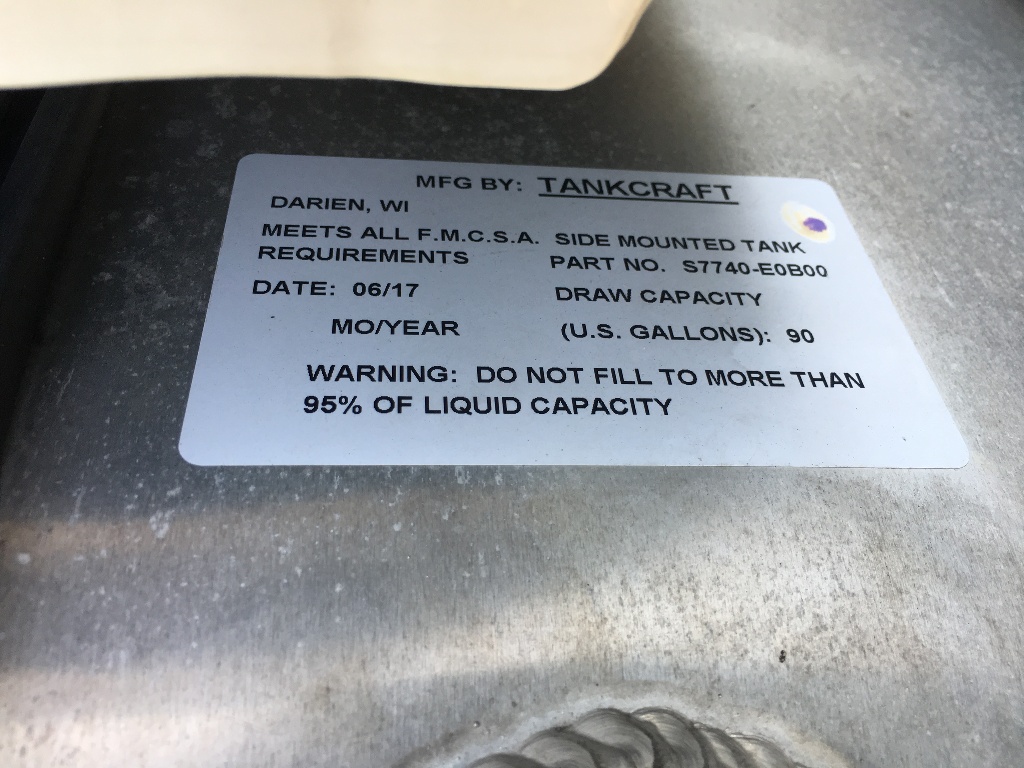 MFG BY: TANKCRAFT
DARIEN, WI
MEETS ALL F.M.C.S.A. SIDE MOUNTED TANK
REQUIREMENTS PART NO. S7740-E0B00
DATE: 06/17 DRAW CAPACITY
MO/YEAR (U.S. GALLONS): 90
WARNING: DO NOT FILL TO MORE THAN
95% OF LIQUID CAPACITY